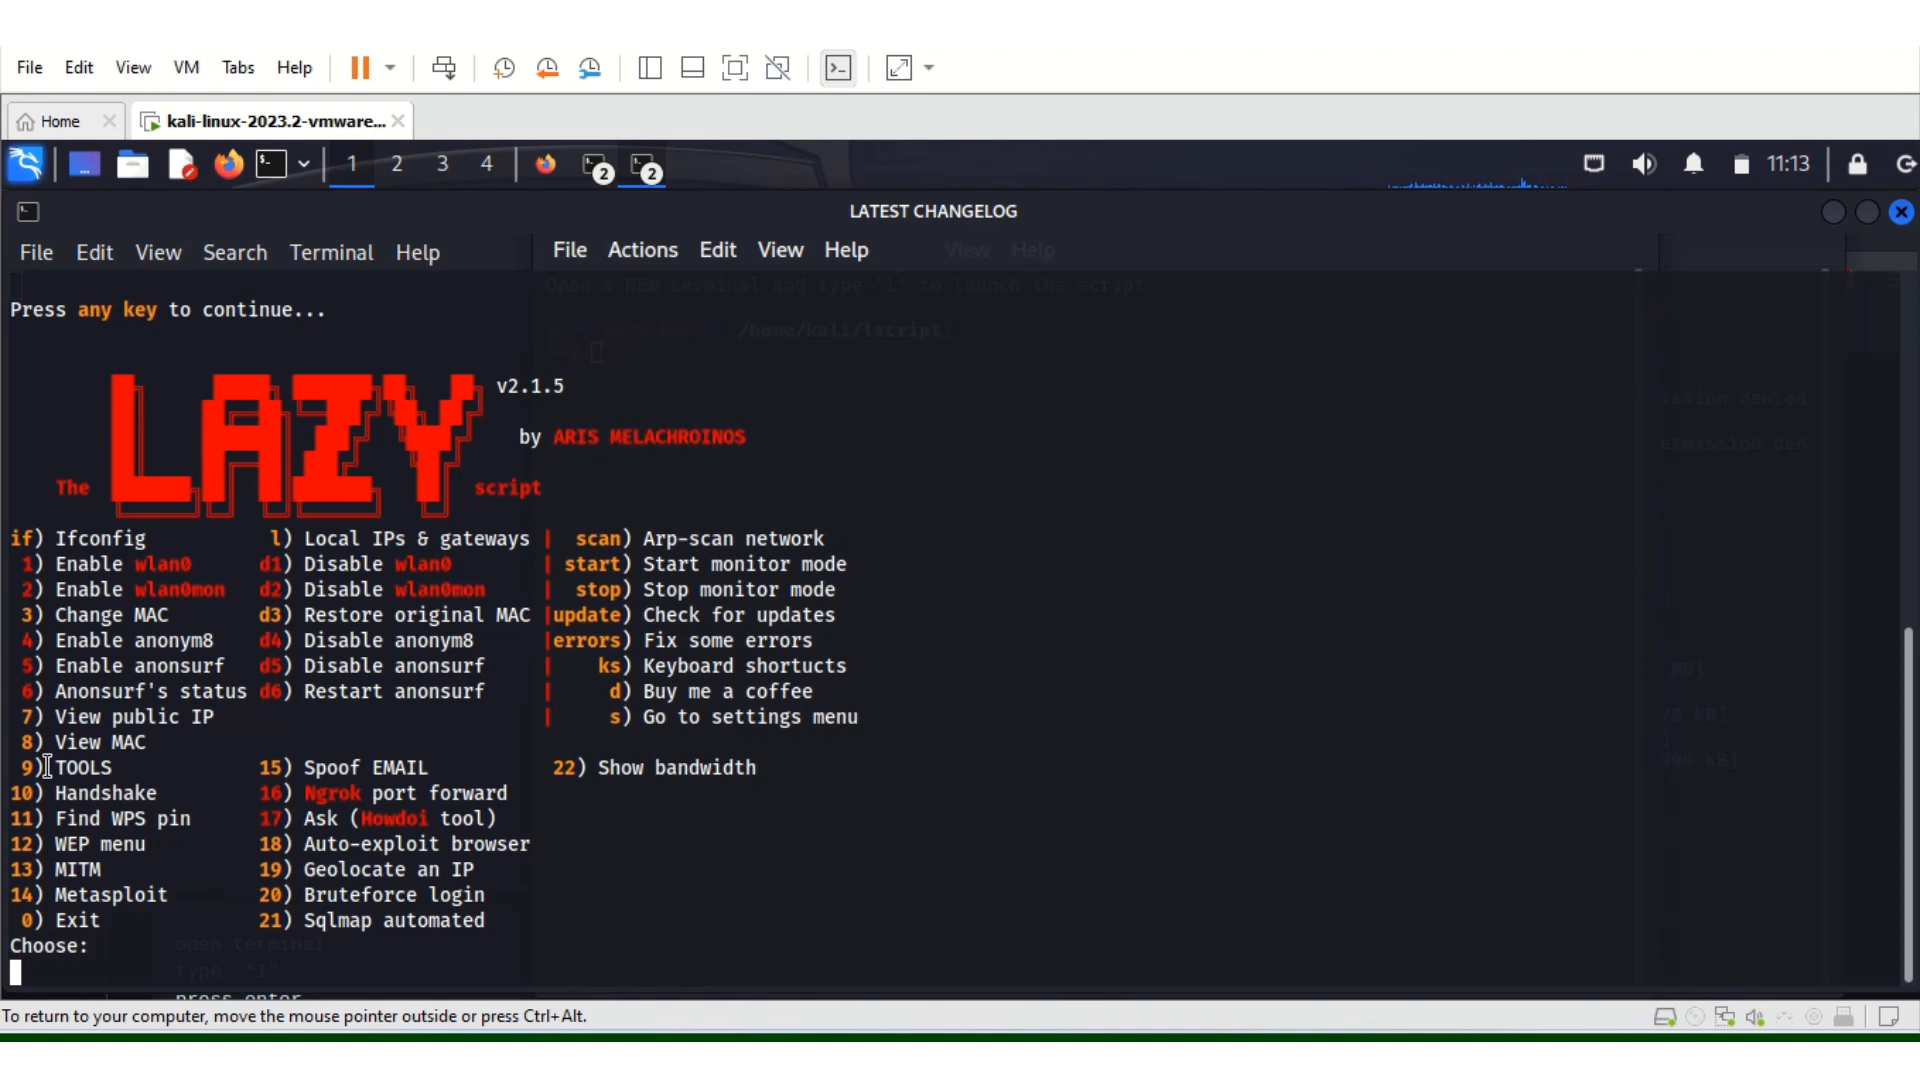 File Edit View VM Tabs Help
Home kali-linux-2023.2-vmware...
1 2 3 4 2 2 11:13
LATEST CHANGELOG
File Edit View Search Terminal Help File Actions Edit View Help View Help
Open a NEW terminal and type 'l' to launch the script
Press any key to continue...
/home/kali/lscript
LAZY v2.1.5
ission denied
by ARIS MELACHROINOS
ermission den
The script
if) Ifconfig l) Local IPs & gateways | scan) Arp-scan network
1) Enable wlan0 d1) Disable wlan0 | start) Start monitor mode
2) Enable wlan0mon d2) Disable wlan0mon | stop) Stop monitor mode
3) Change MAC d3) Restore original MAC |update) Check for updates
4) Enable anonym8 d4) Disable anonym8 |errors) Fix some errors
5) Enable anonsurf d5) Disable anonsurf | ks) Keyboard shortucts
6) Anonsurf's status d6) Restart anonsurf | d) Buy me a coffee
7) View public IP | s) Go to settings menu
8) View MAC
9) TOOLS 15) Spoof EMAIL 22) Show bandwidth
10) Handshake 16) Ngrok port forward
11) Find WPS pin 17) Ask (Howdoi tool)
12) WEP menu 18) Auto-exploit browser
13) MITM 19) Geolocate an IP
14) Metasploit 20) Bruteforce login
0) Exit 21) Sqlmap automated
Choose: open terminal
type "l"
press enter
To return to your computer, move the mouse pointer outside or press Ctrl+Alt.